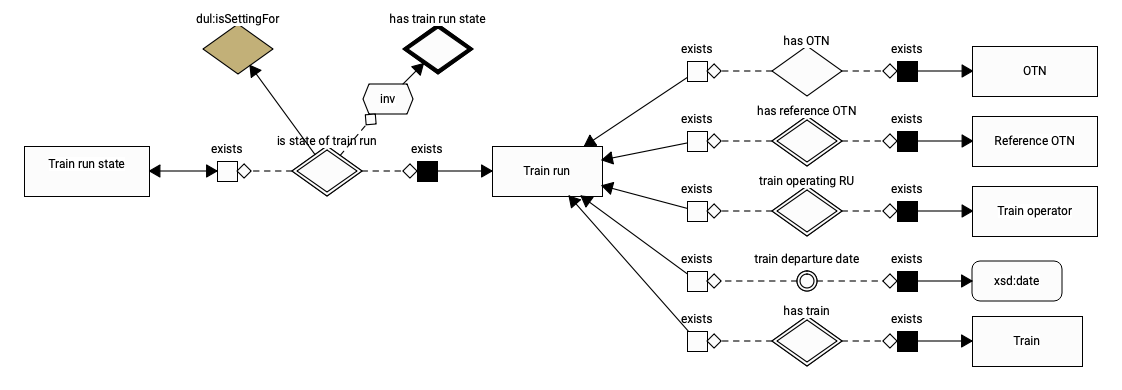 dul:isSettingFor
has train run state
inv
is state of train run
Train run state
exists
exists
Train run
exists
has OTN
exists
OTN
exists
has reference OTN
exists
Reference OTN
exists
train operating RU
exists
Train operator
exists
train departure date
exists
xsd:date
exists
has train
exists
Train